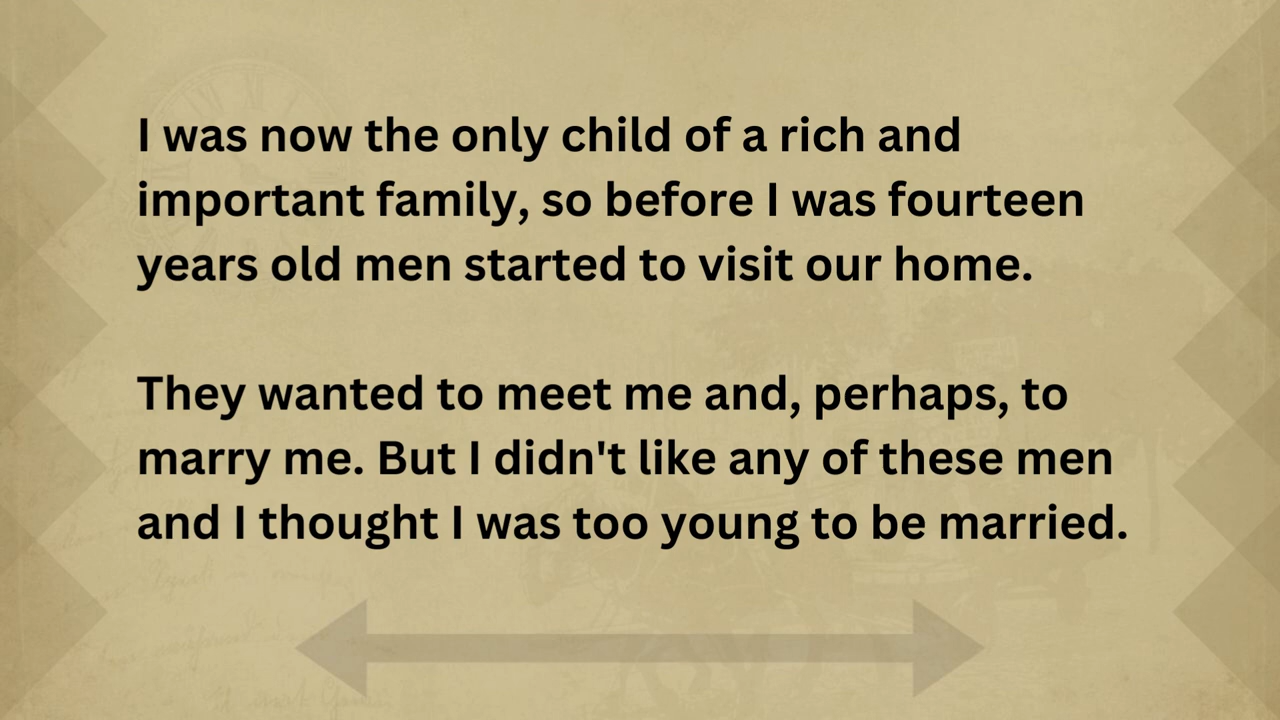 I was now the only child of a rich and
important family, so before I was fourteen
years old men started to visit our home.
They wanted to meet me and, perhaps, to
marry me. But I didn't like any of these men
and I thought I was too young to be married.